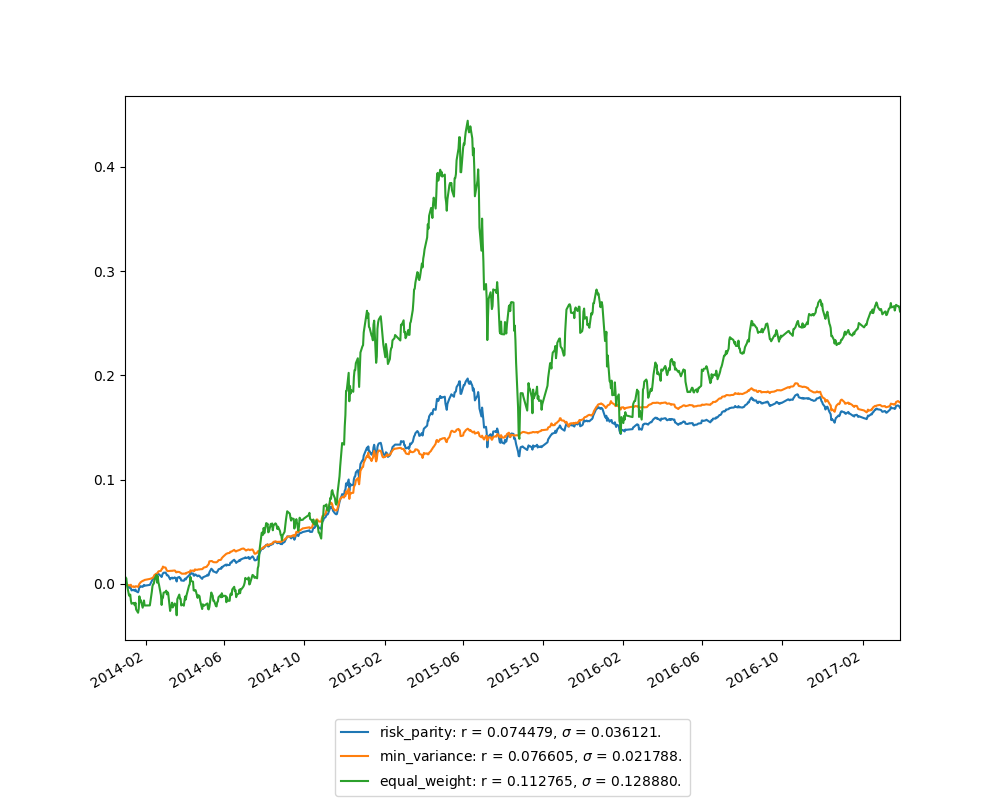 0.4
0.3
0.2
0.1
0.0
2014-02 2014-06 2014-10 2015-02 2015-06 2015-10 2016-02 2016-06 2016-10 2017-02
risk_parity: r = 0.074479, σ = 0.036121.
min_variance: r = 0.076605, σ = 0.021788.
equal_weight: r = 0.112765, σ = 0.128880.